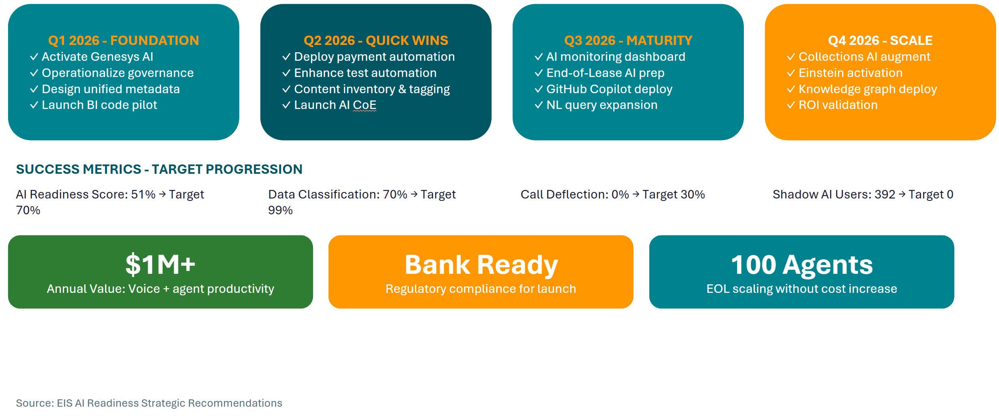 Q1 2026 - FOUNDATION
✓ Activate Genesys AI
✓ Operationalize governance
✓ Design unified metadata
✓ Launch BI code pilot
Q2 2026 - QUICK WINS
✓ Deploy payment automation
✓ Enhance test automation
✓ Content inventory & tagging
✓ Launch AI CoE
Q3 2026 - MATURITY
✓ AI monitoring dashboard
✓ End-of-Lease AI prep
✓ GitHub Copilot deploy
✓ NL query expansion
Q4 2026 - SCALE
✓ Collections AI augment
✓ Einstein activation
✓ Knowledge graph deploy
✓ ROI validation
SUCCESS METRICS - TARGET PROGRESSION
AI Readiness Score: 51% → Target
70%
Data Classification: 70% → Target
99%
Call Deflection: 0% → Target 30%
Shadow AI Users: 392 → Target 0
$1M+
Annual Value: Voice + agent productivity
Bank Ready
Regulatory compliance for launch
100 Agents
EOL scaling without cost increase
Source: EIS AI Readiness Strategic Recommendations